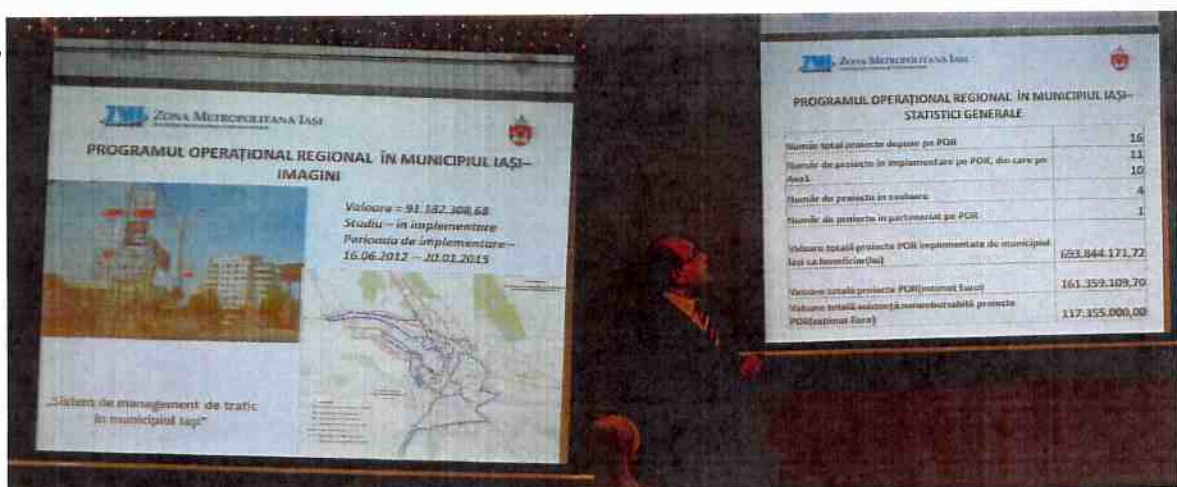 ZONA METROPOLITANA IAȘI
PROGRAMUL OPERAȚIONAL REGIONAL ÎN MUNICIPIUL IAȘI–
IMAGINI
Valoare = 91.182.308,68
Studiu – în implementare
Perioada de implementare –
16.06.2012 – 20.01.2015
„Sistem de management de trafic
în municipiul Iași”
ZONA METROPOLITANA IAȘI
PROGRAMUL OPERAȚIONAL REGIONAL ÎN MUNICIPIUL IAȘI–
STATISTICI GENERALE
Număr total proiecte depuse pe POR 16
Număr de proiecte în implementare pe POR, din care pe 11
Axa1 10
Număr de proiecte în evaluare 4
Număr de proiecte în parteneriat pe POR 1
Valoare totală proiecte POR implementate de municipiul
Iași ca beneficiar(lei) 693.844.171,72
Valoare totală proiecte POR(estimat Euro) 161.359.109,70
Valoare totală asistență nerambursabilă proiecte
POR(estimat Euro) 117.355.000,00